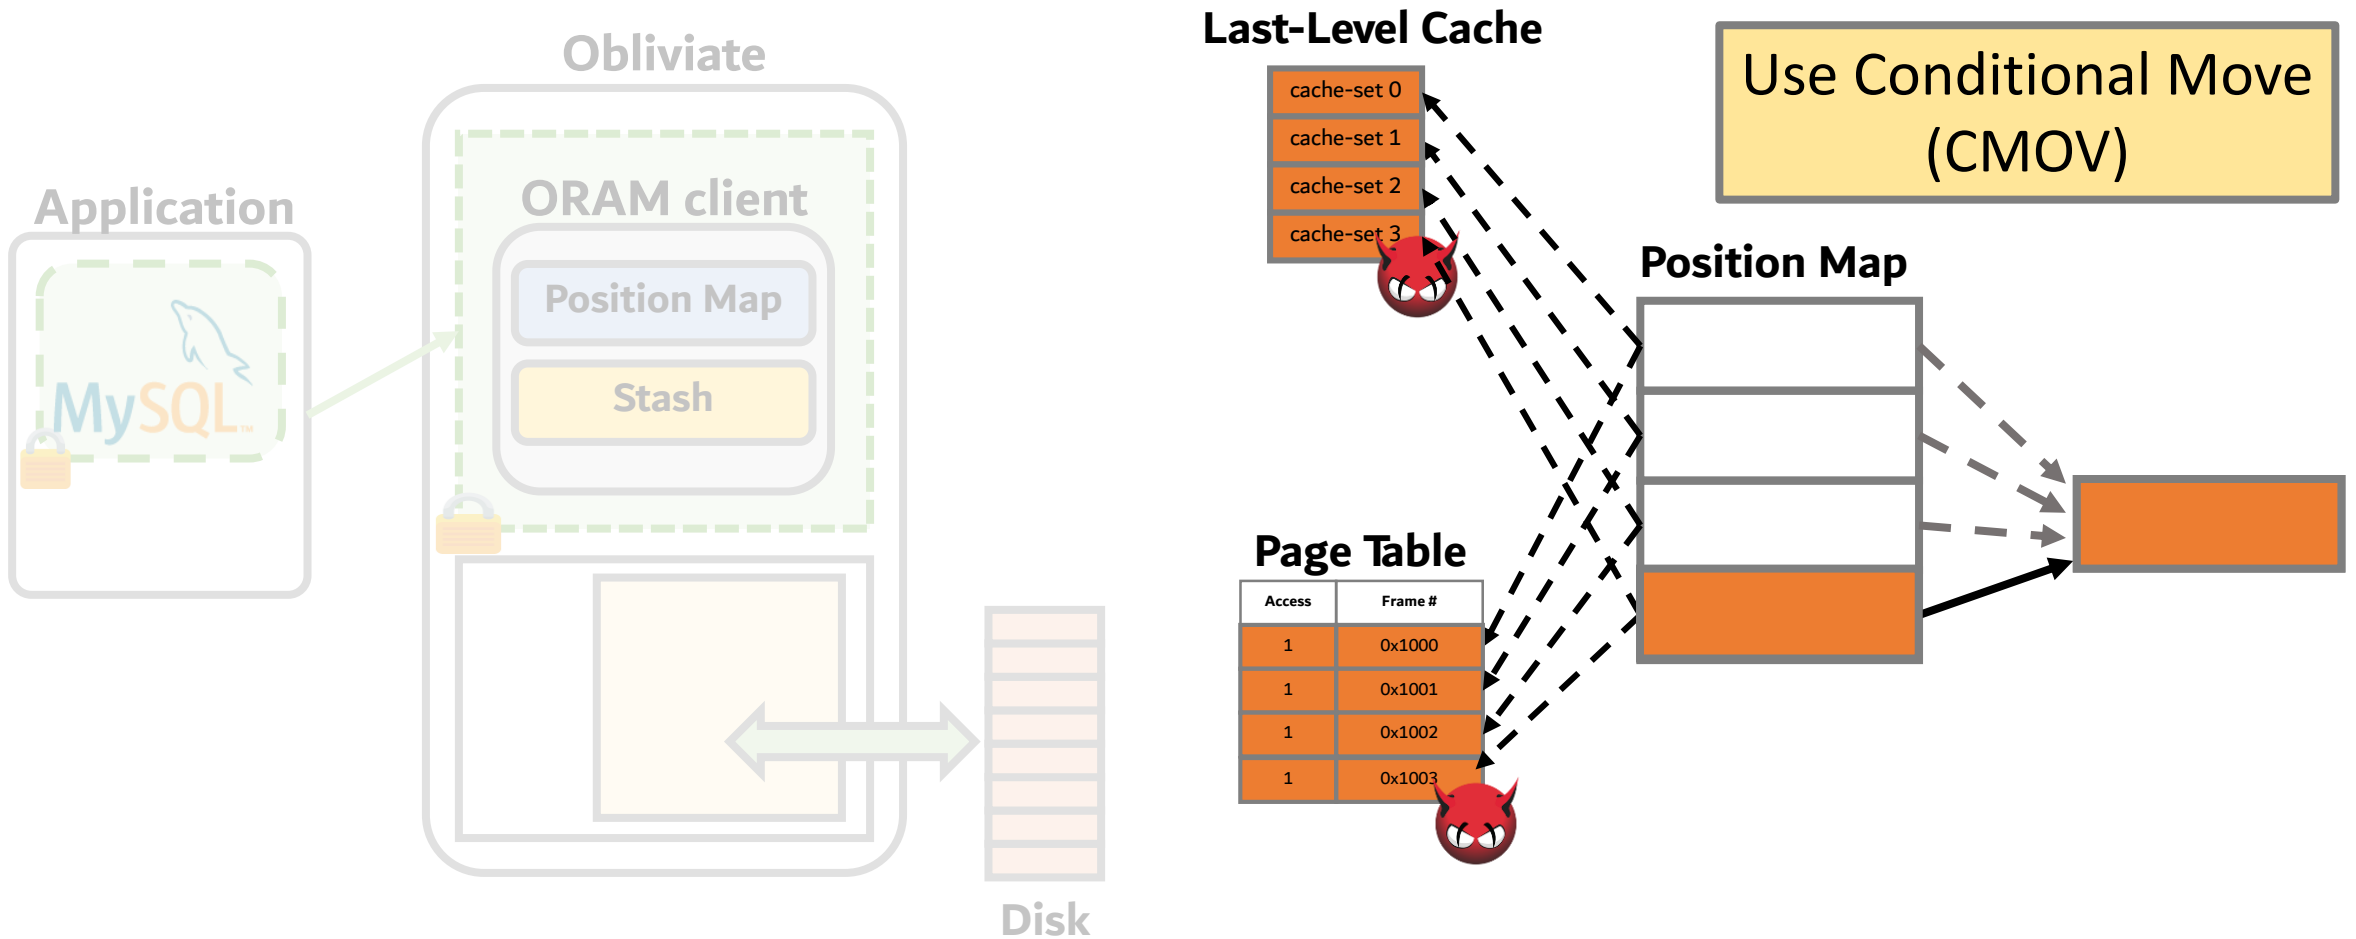 Obliviate
Application
ORAM client
Position Map
Stash
MySQL™
Disk
Last-Level Cache
cache-set 0
cache-set 1
cache-set 2
cache-set 3
Page Table
Access Frame #
1 0x1000
1 0x1001
1 0x1002
1 0x1003
Use Conditional Move
(CMOV)
Position Map